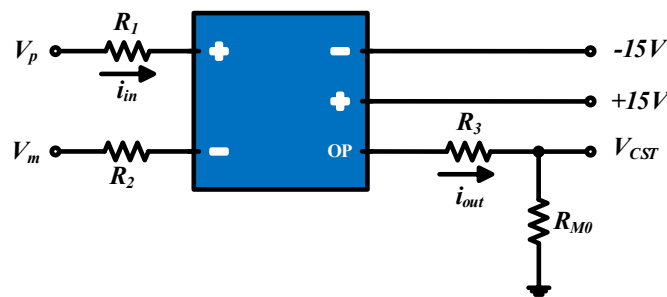 R1
Vp
iin
+
-
-15V
+
+15V
Vm
R2
-
OP
R3
VCST
iout
RM0